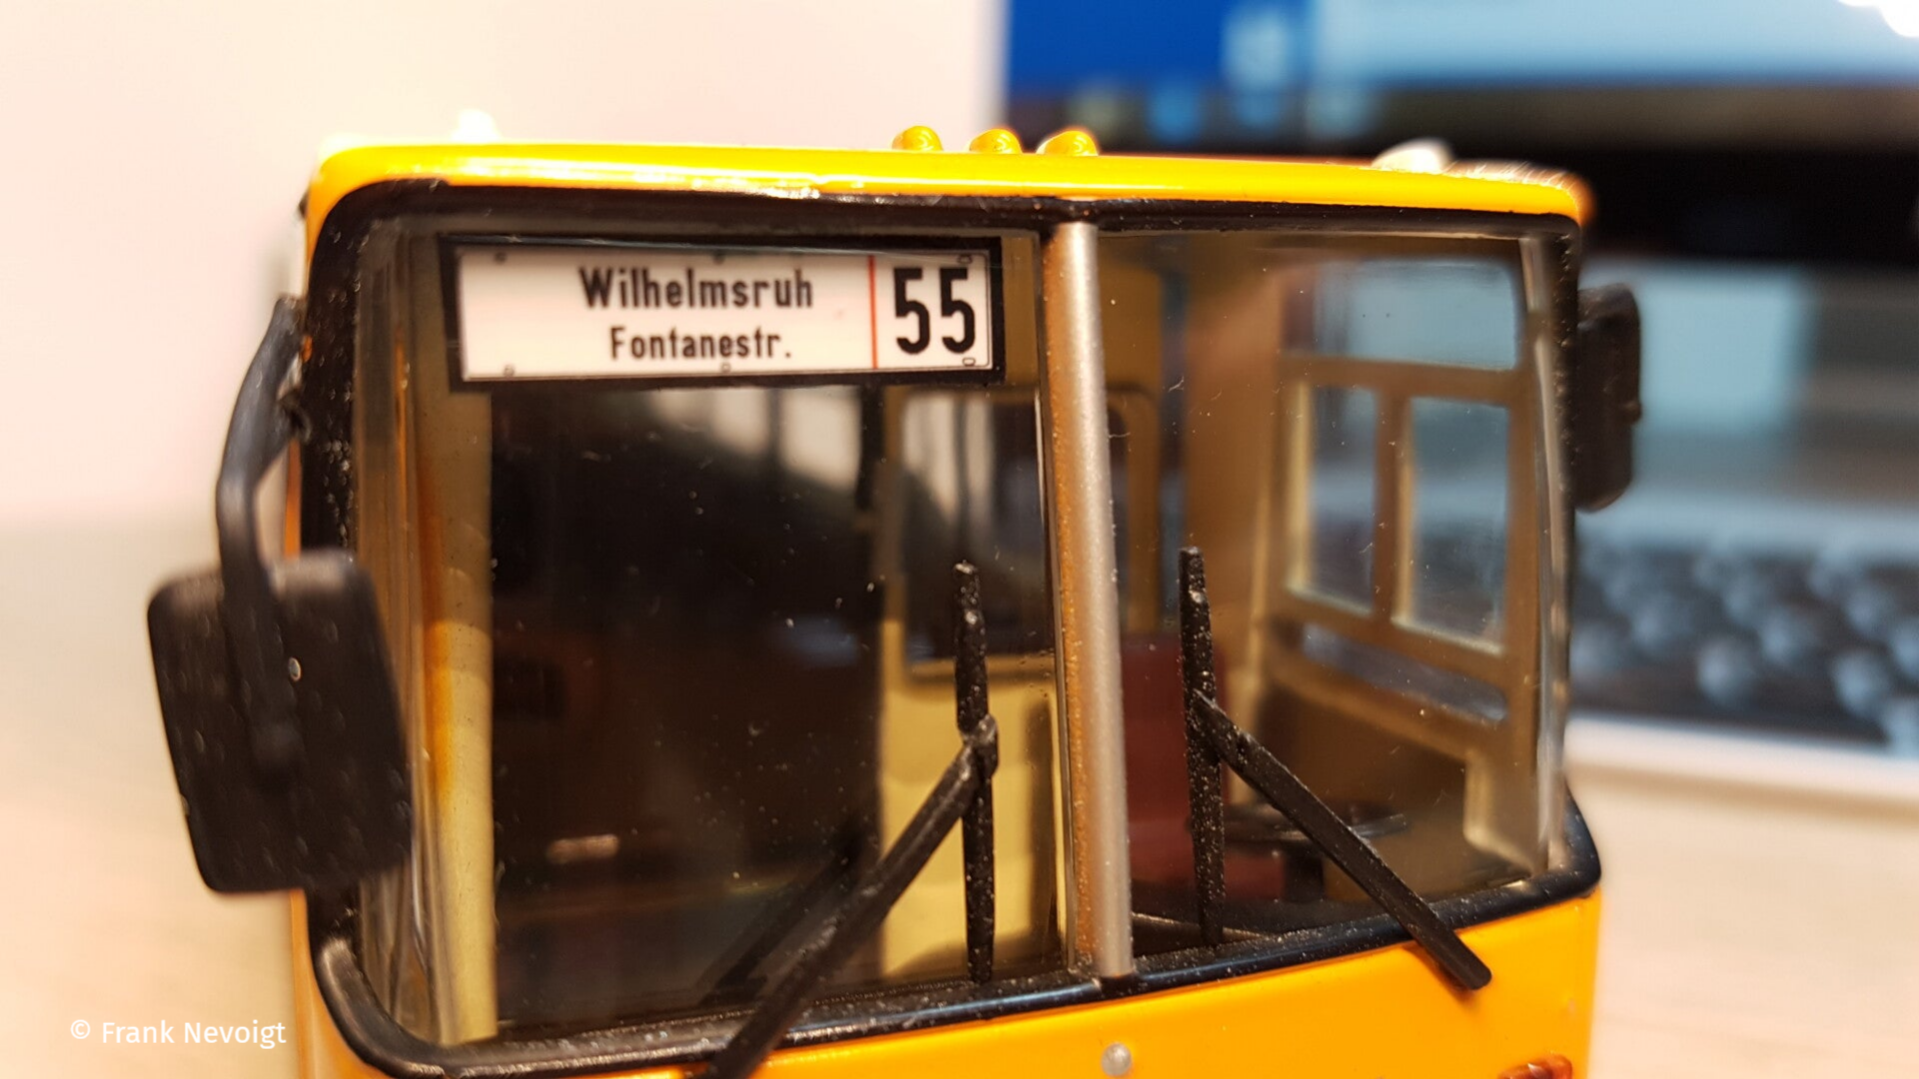 Wilhelmsruh
Fontanestr.
55
© Frank Nevoigt